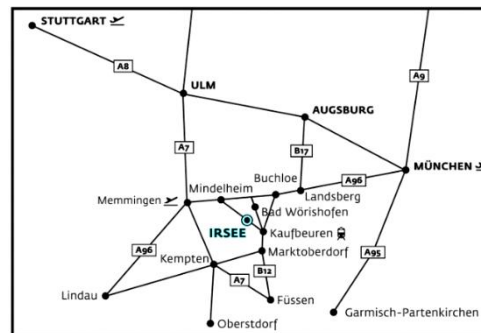 STUTTGART
A8
A9
ULM
AUGSBURG
A7
B17
MÜNCHEN
Buchloe
A96
Mindelheim
Landsberg
Memmingen
Bad Wörishofen
IRSEE
Kaufbeuren
A96
Marktoberdorf
A95
Kempten
B12
A7
Lindau
Füssen
Garmisch-Partenkirchen
Oberstdorf